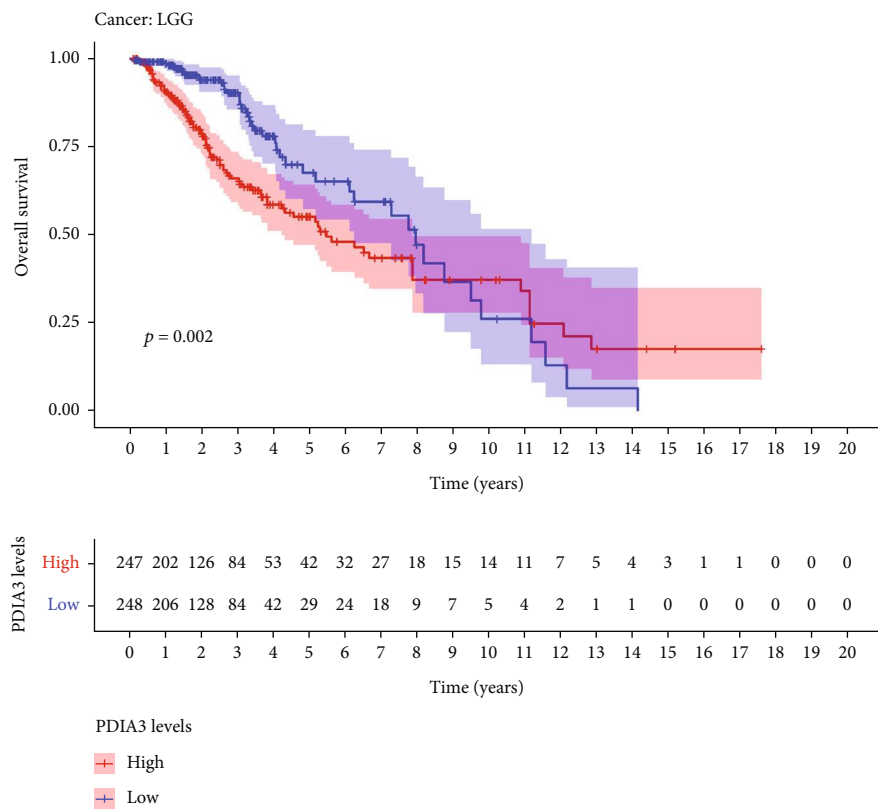 Cancer: LGG
1.00
0.75
0.50
0.25
0.00
Overall survival
p = 0.002
0 1 2 3 4 5 6 7 8 9 10 11 12 13 14 15 16 17 18 19 20
Time (years)
PDIA3 levels
High 247 202 126 84 53 42 32 27 18 15 14 11 7 5 4 3 1 1 0 0 0
Low 248 206 128 84 42 29 24 18 9 7 5 4 2 1 1 0 0 0 0 0 0
0 1 2 3 4 5 6 7 8 9 10 11 12 13 14 15 16 17 18 19 20
Time (years)
PDIA3 levels
High
Low